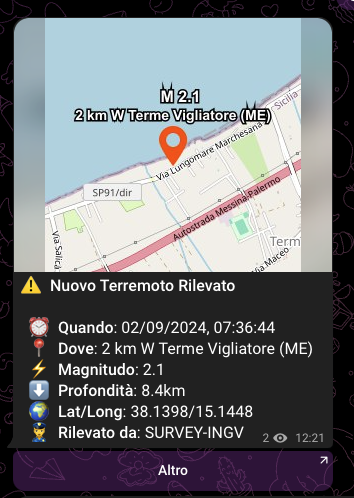 M 2.1
2 km W Terme Vigliatore (ME)
Sicilia
Via Lungomare Marchesana
SP91/dir
Autostrada Messina-Palermo
Via Salic
Term
Via Maceo
⚠️ Nuovo Terremoto Rilevato
⏰ Quando: 02/09/2024, 07:36:44
📍 Dove: 2 km W Terme Vigliatore (ME)
⚡ Magnitudo: 2.1
⬇️ Profondità: 8.4km
🌍 Lat/Long: 38.1398/15.1448
👮 Rilevato da: SURVEY-INGV
2 12:21
Altro